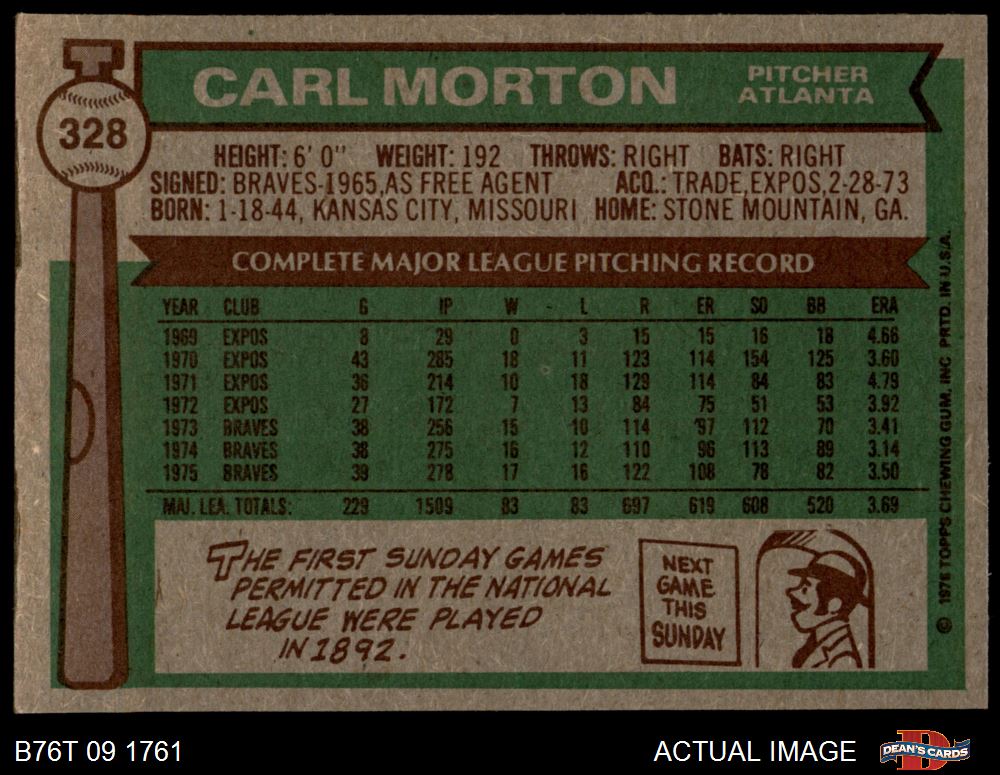 328
CARL MORTON
PITCHER
ATLANTA
HEIGHT: 6' 0" WEIGHT: 192 THROWS: RIGHT BATS: RIGHT
SIGNED: BRAVES-1965, AS FREE AGENT ACQ.: TRADE, EXPOS, 2-28-73
BORN: 1-18-44, KANSAS CITY, MISSOURI HOME: STONE MOUNTAIN, GA.
COMPLETE MAJOR LEAGUE PITCHING RECORD
YEAR CLUB G IP W - L R ER SO BB ERA
1969 EXPOS 8 29 0 3 15 15 16 18 4.66
1970 EXPOS 43 285 18 11 123 114 154 125 3.60
1971 EXPOS 36 214 10 18 129 114 84 83 4.79
1972 EXPOS 27 172 7 13 84 75 51 53 3.92
1973 BRAVES 38 256 15 10 114 97 112 70 3.41
1974 BRAVES 38 275 16 12 110 96 113 89 3.14
1975 BRAVES 39 278 17 16 122 108 78 82 3.50
MAJ. LEA. TOTALS: 229 1509 83 83 697 619 608 520 3.69
THE FIRST SUNDAY GAMES
PERMITTED IN THE NATIONAL
LEAGUE WERE PLAYED
IN 1892.
NEXT
GAME
THIS
SUNDAY
© 1976 TOPPS CHEWING GUM, INC PRTD. IN U.S.A.
B76T 09 1761
ACTUAL IMAGE
D
DEAN'S CARDS